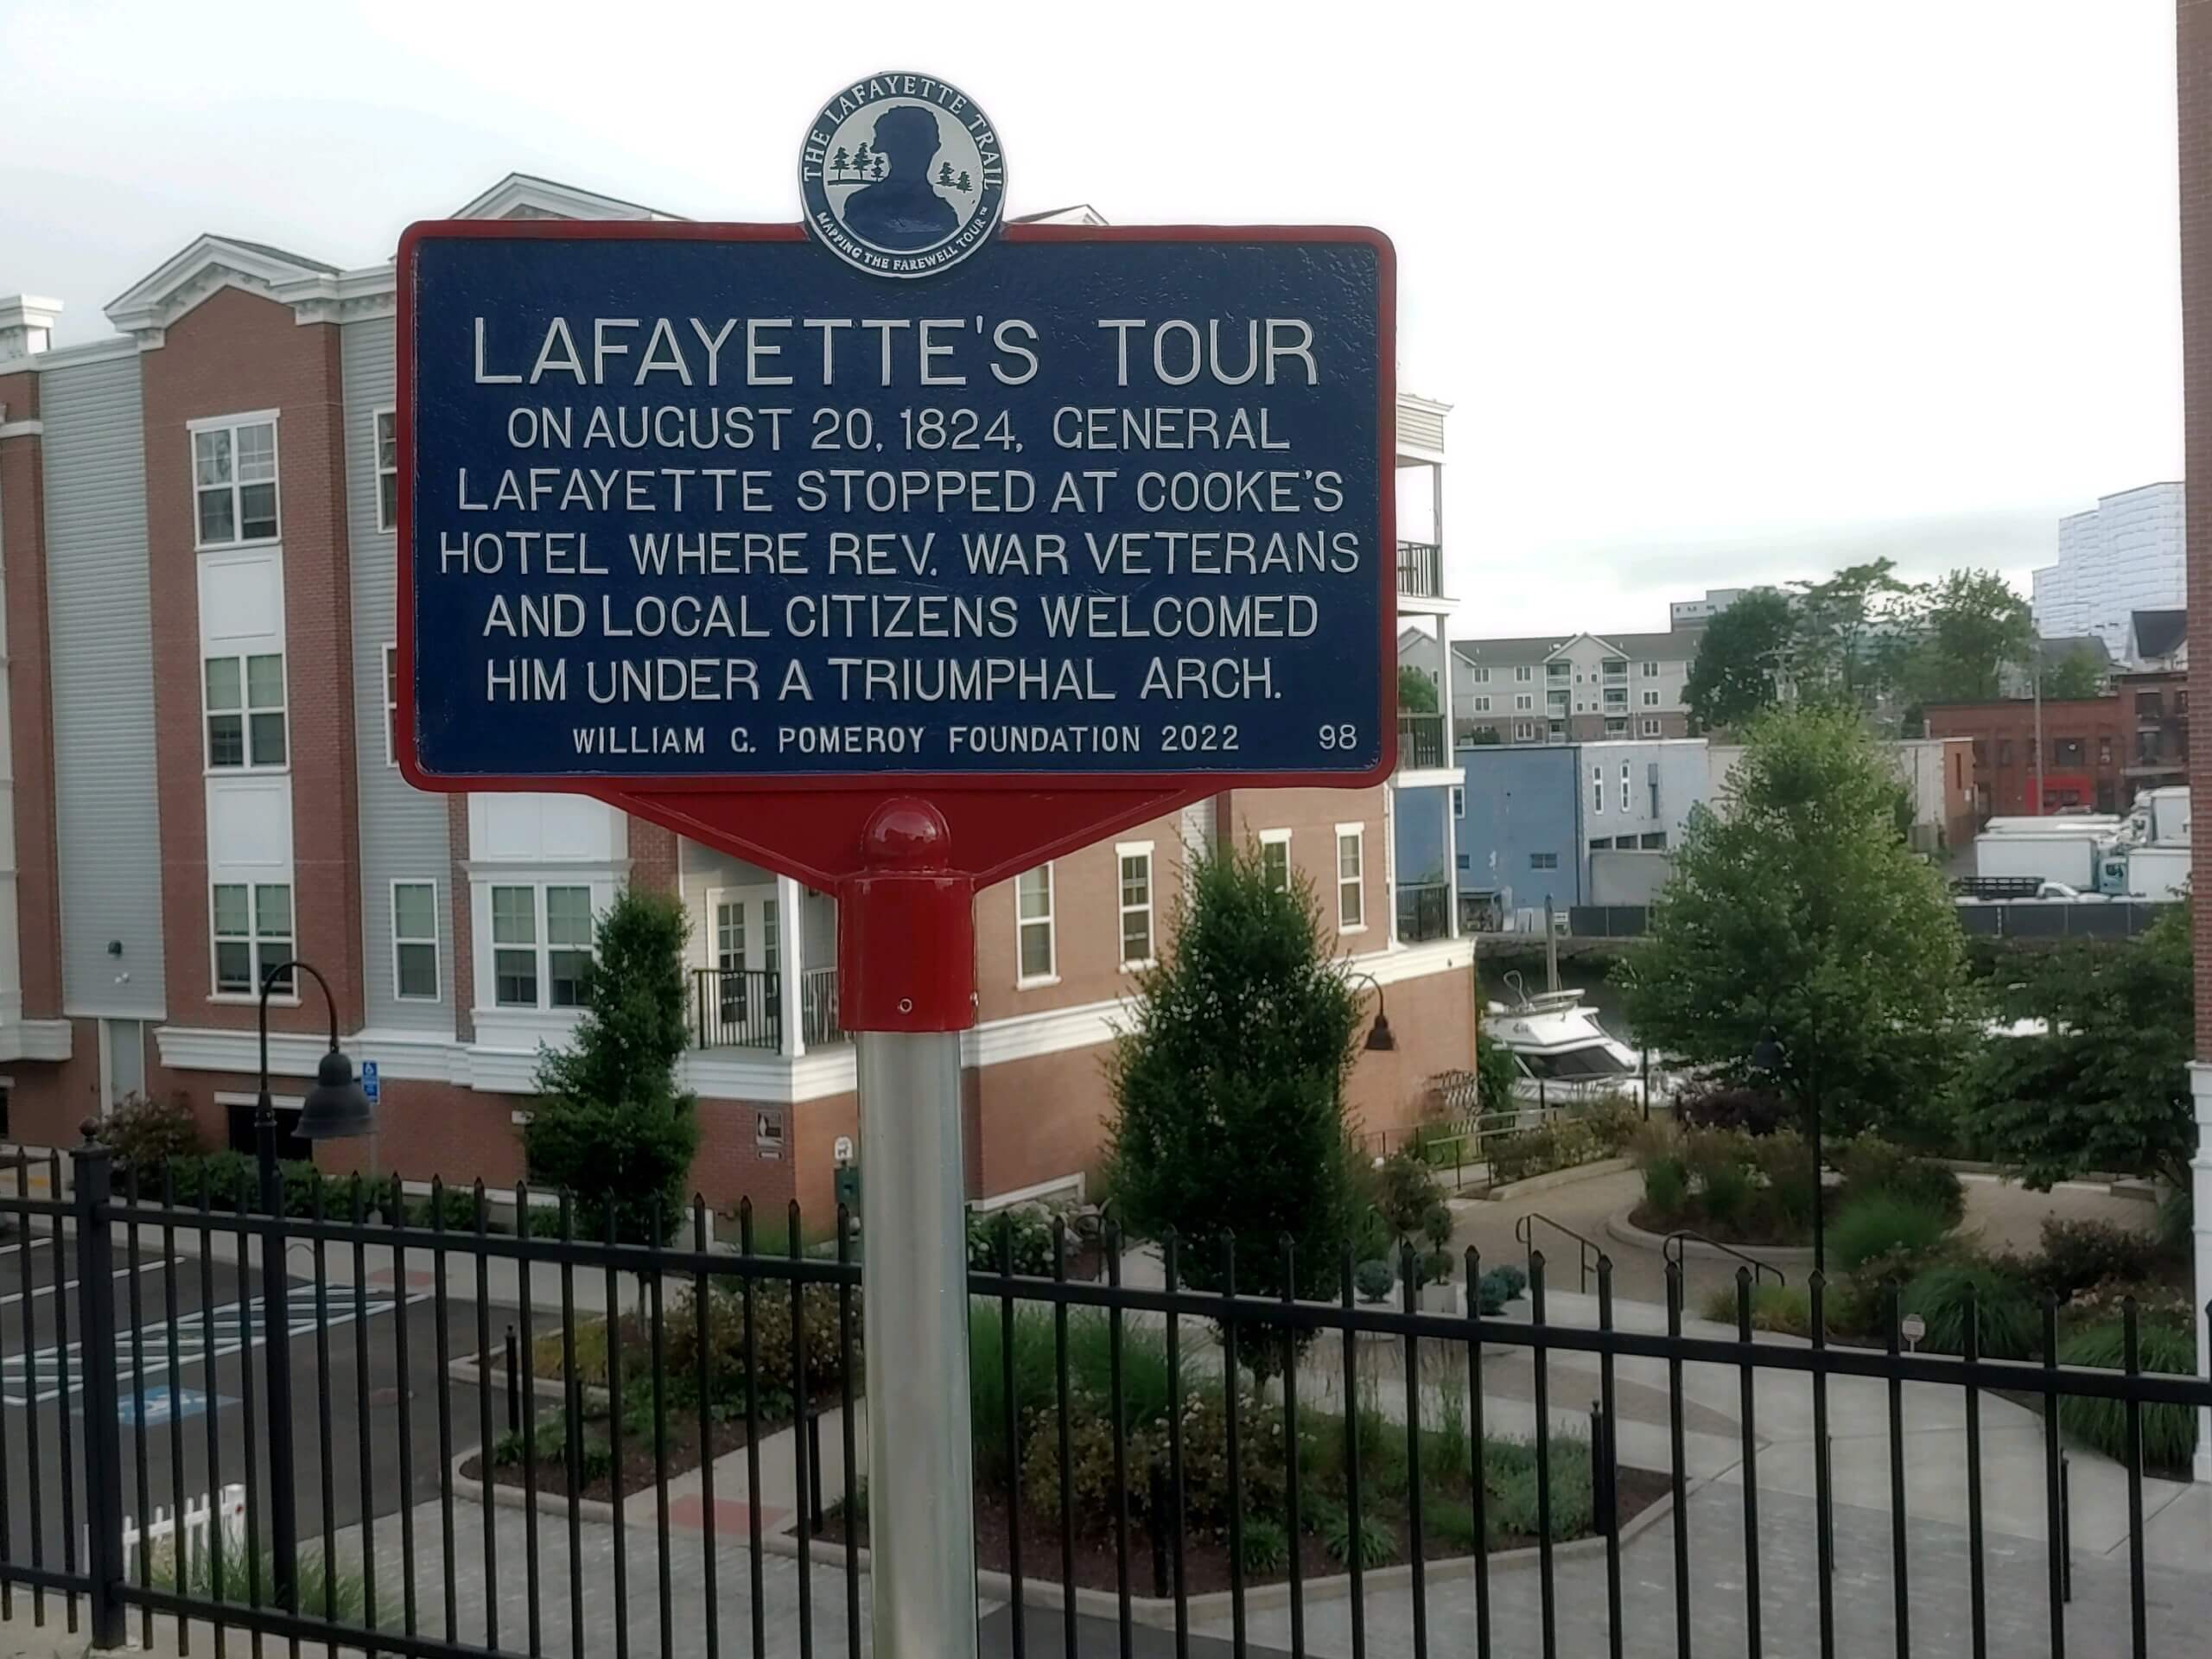 THE LAFAYETTE TRAIL
MAPPING THE FAREWELL TOUR™
LAFAYETTE'S TOUR
ON AUGUST 20, 1824, GENERAL
LAFAYETTE STOPPED AT COOKE'S
HOTEL WHERE REV. WAR VETERANS
AND LOCAL CITIZENS WELCOMED
HIM UNDER A TRIUMPHAL ARCH.
WILLIAM G. POMEROY FOUNDATION 2022 98